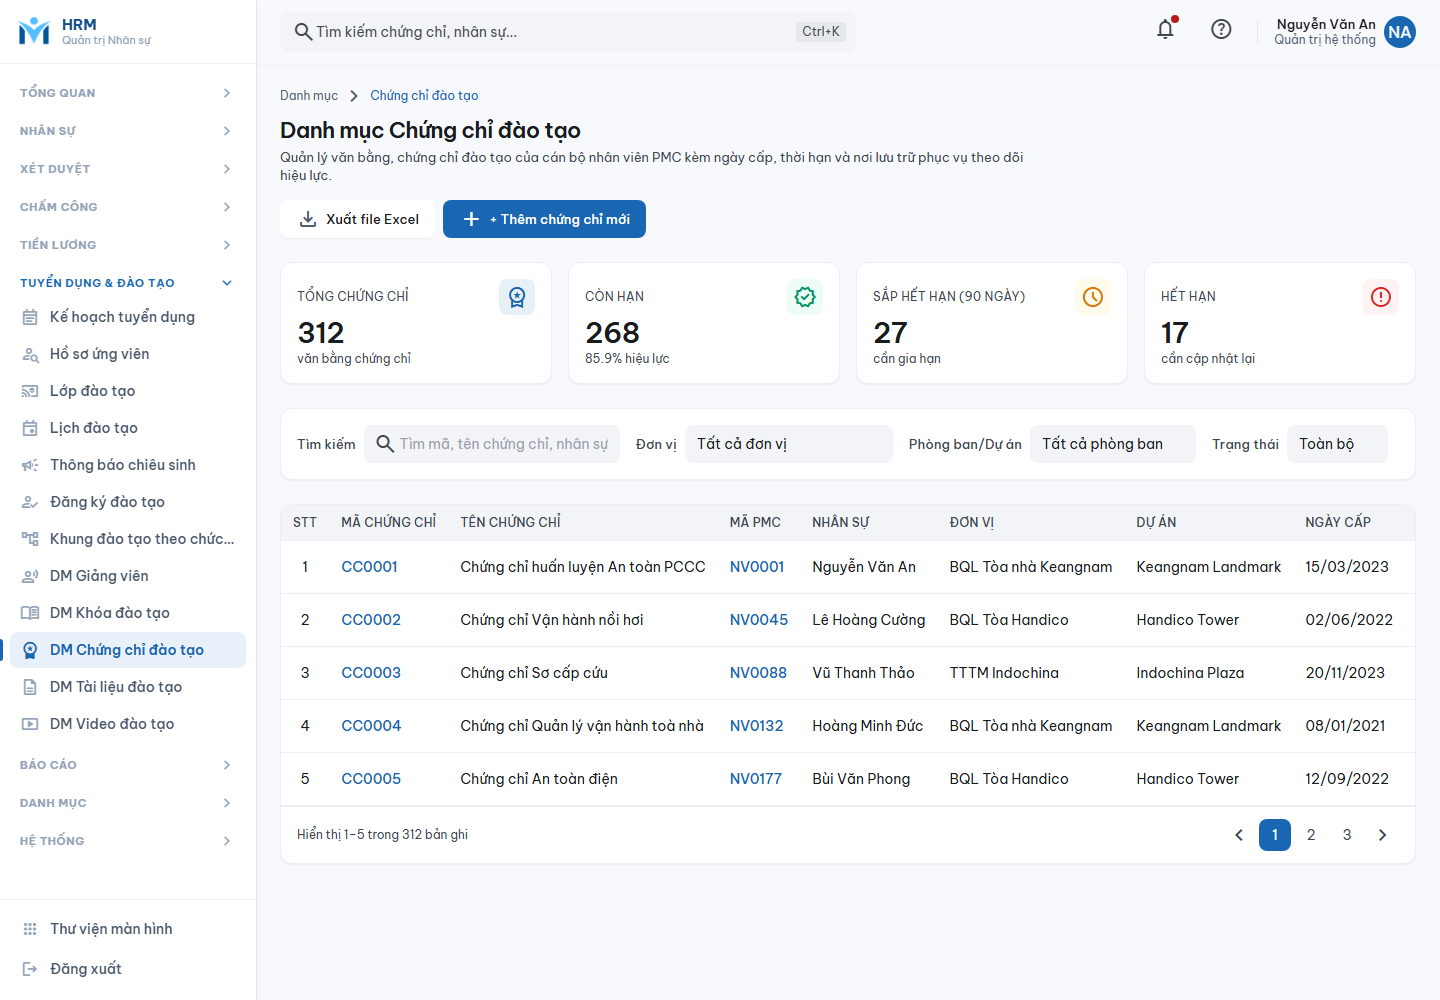 HRM
Quản trị Nhân sự
TỔNG QUAN
NHÂN SỰ
XÉT DUYỆT
CHẤM CÔNG
TIỀN LƯƠNG
TUYỂN DỤNG & ĐÀO TẠO
Kế hoạch tuyển dụng
Hồ sơ ứng viên
Lớp đào tạo
Lịch đào tạo
Thông báo chiêu sinh
Đăng ký đào tạo
Khung đào tạo theo chức...
DM Giảng viên
DM Khóa đào tạo
DM Chứng chỉ đào tạo
DM Tài liệu đào tạo
DM Video đào tạo
BÁO CÁO
DANH MỤC
HỆ THỐNG
Thư viện màn hình
Đăng xuất
Tìm kiếm chứng chỉ, nhân sự... Ctrl+K
Nguyễn Văn An
Quản trị hệ thống
NA
Danh mục Chứng chỉ đào tạo
Danh mục Chứng chỉ đào tạo
Quản lý văn bằng, chứng chỉ đào tạo của cán bộ nhân viên PMC kèm ngày cấp, thời hạn và nơi lưu trữ phục vụ theo dõi
hiệu lực.
Xuất file Excel
+ Thêm chứng chỉ mới
TỔNG CHỨNG CHỈ
312
văn bằng chứng chỉ
CÒN HẠN
268
85.9% hiệu lực
SẮP HẾT HẠN (90 NGÀY)
27
cần gia hạn
HẾT HẠN
17
cần cập nhật lại
Tìm kiếm Tìm mã, tên chứng chỉ, nhân sự Đơn vị Tất cả đơn vị Phòng ban/Dự án Tất cả phòng ban Trạng thái Toàn bộ
STT MÃ CHỨNG CHỈ TÊN CHỨNG CHỈ MÃ PMC NHÂN SỰ ĐƠN VỊ DỰ ÁN NGÀY CẤP
1 CC0001 Chứng chỉ huấn luyện An toàn PCCC NV0001 Nguyễn Văn An BQL Tòa nhà Keangnam Keangnam Landmark 15/03/2023
2 CC0002 Chứng chỉ Vận hành nồi hơi NV0045 Lê Hoàng Cường BQL Tòa Handico Handico Tower 02/06/2022
3 CC0003 Chứng chỉ Sơ cấp cứu NV0088 Vũ Thanh Thảo TTTM Indochina Indochina Plaza 20/11/2023
4 CC0004 Chứng chỉ Quản lý vận hành toà nhà NV0132 Hoàng Minh Đức BQL Tòa nhà Keangnam Keangnam Landmark 08/01/2021
5 CC0005 Chứng chỉ An toàn điện NV0177 Bùi Văn Phong BQL Tòa Handico Handico Tower 12/09/2022
Hiển thị 1–5 trong 312 bản ghi
1 2 3